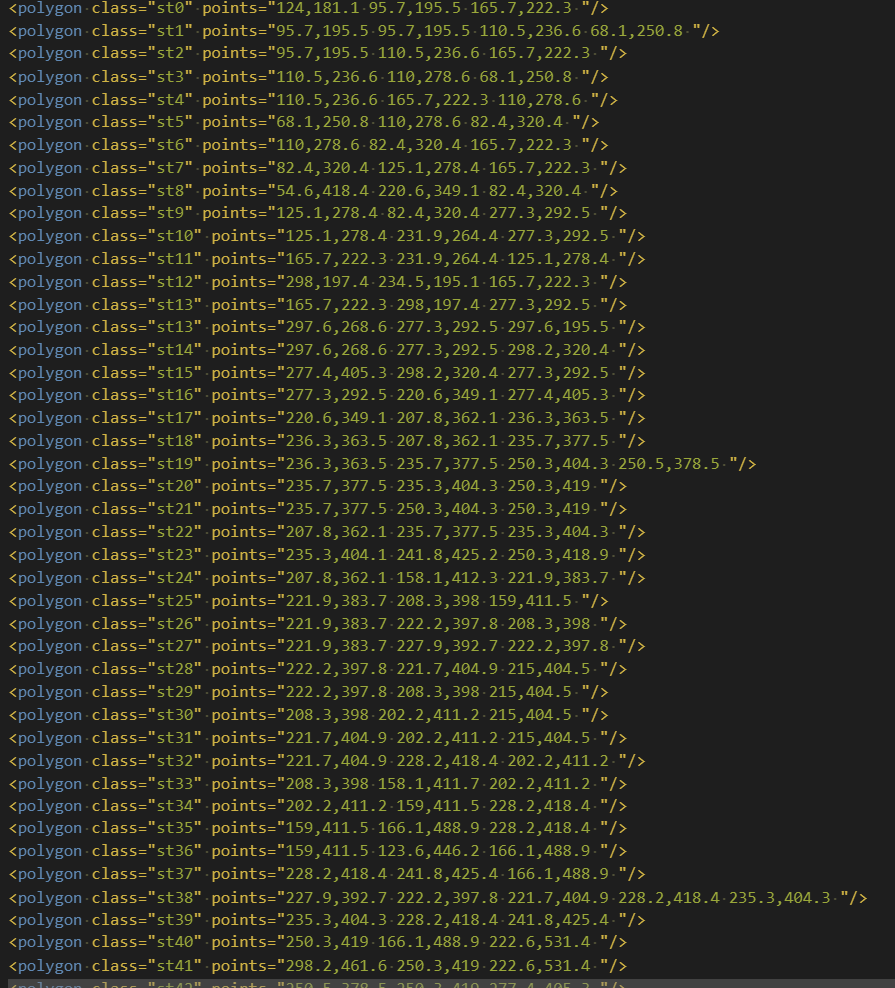 <polygon class="st0" points="124,181.1 95.7,195.5 165.7,222.3 "/>
<polygon class="st1" points="95.7,195.5 95.7,195.5 110.5,236.6 68.1,250.8 "/>
<polygon class="st2" points="95.7,195.5 110.5,236.6 165.7,222.3 "/>
<polygon class="st3" points="110.5,236.6 110,278.6 68.1,250.8 "/>
<polygon class="st4" points="110.5,236.6 165.7,222.3 110,278.6 "/>
<polygon class="st5" points="68.1,250.8 110,278.6 82.4,320.4 "/>
<polygon class="st6" points="110,278.6 82.4,320.4 165.7,222.3 "/>
<polygon class="st7" points="82.4,320.4 125.1,278.4 165.7,222.3 "/>
<polygon class="st8" points="54.6,418.4 220.6,349.1 82.4,320.4 "/>
<polygon class="st9" points="125.1,278.4 82.4,320.4 277.3,292.5 "/>
<polygon class="st10" points="125.1,278.4 231.9,264.4 277.3,292.5 "/>
<polygon class="st11" points="165.7,222.3 231.9,264.4 125.1,278.4 "/>
<polygon class="st12" points="298,197.4 234.5,195.1 165.7,222.3 "/>
<polygon class="st13" points="165.7,222.3 298,197.4 277.3,292.5 "/>
<polygon class="st13" points="297.6,268.6 277.3,292.5 297.6,195.5 "/>
<polygon class="st14" points="297.6,268.6 277.3,292.5 298.2,320.4 "/>
<polygon class="st15" points="277.4,405.3 298.2,320.4 277.3,292.5 "/>
<polygon class="st16" points="277.3,292.5 220.6,349.1 277.4,405.3 "/>
<polygon class="st17" points="220.6,349.1 207.8,362.1 236.3,363.5 "/>
<polygon class="st18" points="236.3,363.5 207.8,362.1 235.7,377.5 "/>
<polygon class="st19" points="236.3,363.5 235.7,377.5 250.3,404.3 250.5,378.5 "/>
<polygon class="st20" points="235.7,377.5 235.3,404.3 250.3,419 "/>
<polygon class="st21" points="235.7,377.5 250.3,404.3 250.3,419 "/>
<polygon class="st22" points="207.8,362.1 235.7,377.5 235.3,404.3 "/>
<polygon class="st23" points="235.3,404.1 241.8,425.2 250.3,418.9 "/>
<polygon class="st24" points="207.8,362.1 158.1,412.3 221.9,383.7 "/>
<polygon class="st25" points="221.9,383.7 208.3,398 159,411.5 "/>
<polygon class="st26" points="221.9,383.7 222.2,397.8 208.3,398 "/>
<polygon class="st27" points="221.9,383.7 227.9,392.7 222.2,397.8 "/>
<polygon class="st28" points="222.2,397.8 221.7,404.9 215,404.5 "/>
<polygon class="st29" points="222.2,397.8 208.3,398 215,404.5 "/>
<polygon class="st30" points="208.3,398 202.2,411.2 215,404.5 "/>
<polygon class="st31" points="221.7,404.9 202.2,411.2 215,404.5 "/>
<polygon class="st32" points="221.7,404.9 228.2,418.4 202.2,411.2 "/>
<polygon class="st33" points="208.3,398 158.1,411.7 202.2,411.2 "/>
<polygon class="st34" points="202.2,411.2 159,411.5 228.2,418.4 "/>
<polygon class="st35" points="159,411.5 166.1,488.9 228.2,418.4 "/>
<polygon class="st36" points="159,411.5 123.6,446.2 166.1,488.9 "/>
<polygon class="st37" points="228.2,418.4 241.8,425.4 166.1,488.9 "/>
<polygon class="st38" points="227.9,392.7 222.2,397.8 221.7,404.9 228.2,418.4 235.3,404.3 "/>
<polygon class="st39" points="235.3,404.3 228.2,418.4 241.8,425.4 "/>
<polygon class="st40" points="250.3,419 166.1,488.9 222.6,531.4 "/>
<polygon class="st41" points="298.2,461.6 250.3,419 222.6,531.4 "/>